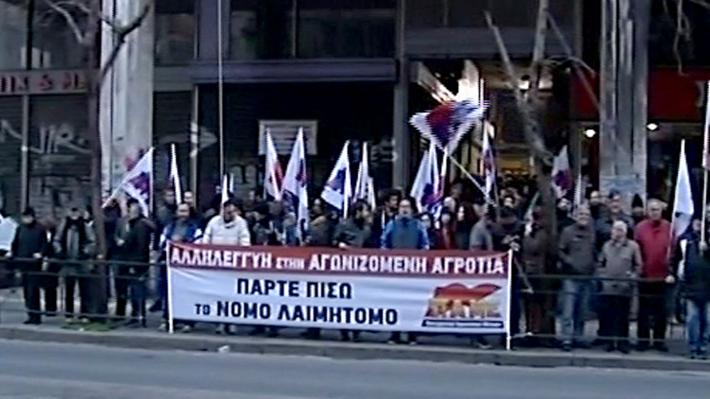 ΑΛΛΗΛΕΓΓΥΗ ΣΤΗΝ ΑΓΩΝΙΖΟΜΕΝΗ ΑΓΡΟΤΙΑ
ΠΑΡΤΕ ΠΙΣΩ
ΤΟ ΝΟΜΟ ΛΑΙΜΗΤΟΜΟ